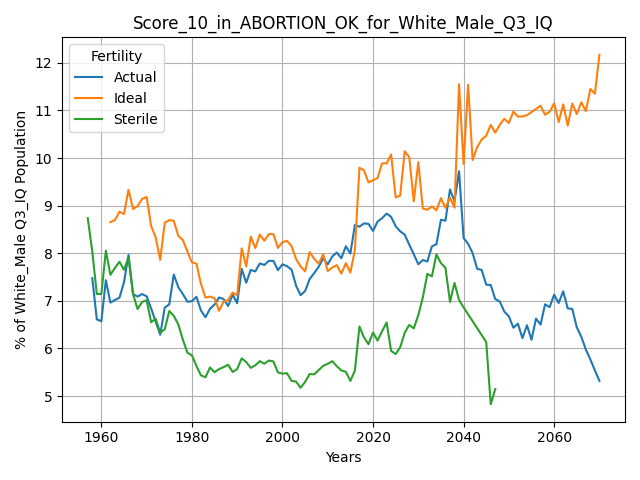 Score_10_in_ABORTION_OK_for_White_Male_Q3_IQ
Fertility
Actual
Ideal
Sterile
% of White_Male Q3_IQ Population
12
11
10
9
8
7
6
5
1960 1980 2000 2020 2040 2060
Years